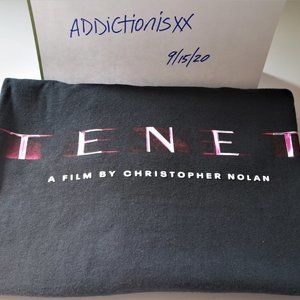 ADDiCtioniSXX
9/15/20
TENET
A FILM BY CHRISTOPHER NOLAN